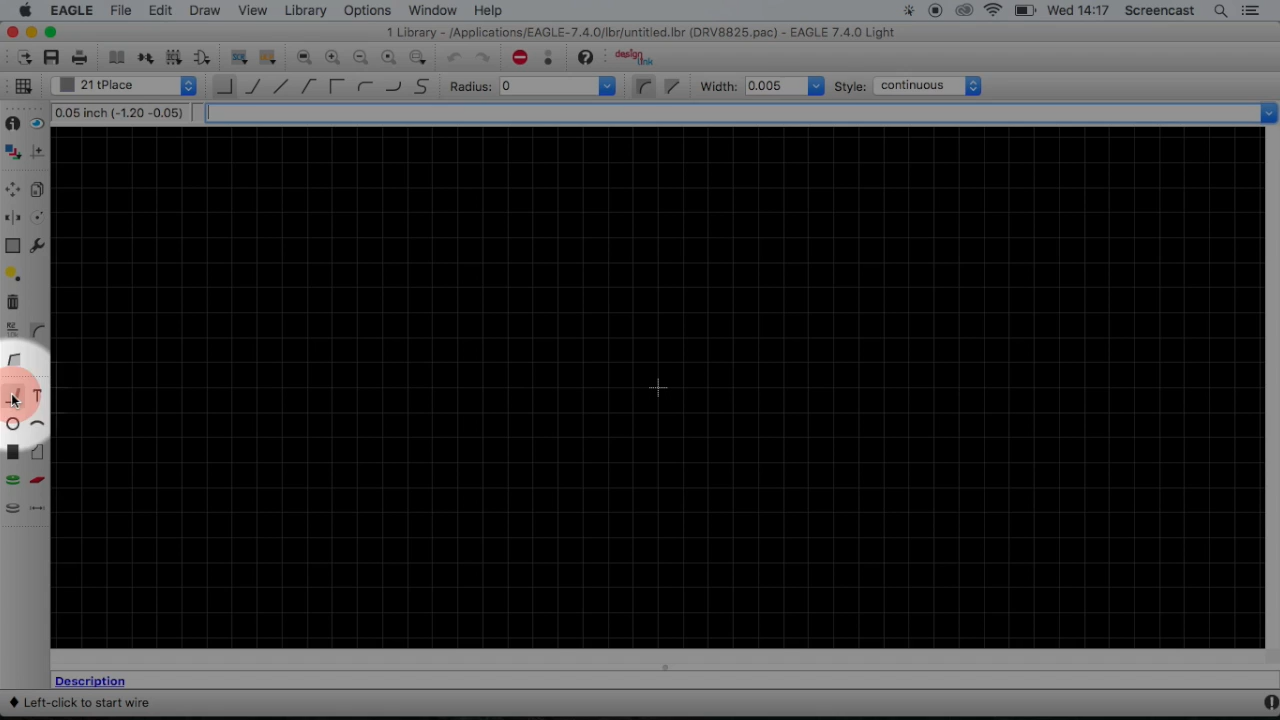 EAGLE File Edit Draw View Library Options Window Help Wed 14:17 Screencast
1 Library - /Applications/EAGLE-7.4.0/lbr/untitled.lbr (DRV8825.pac) - EAGLE 7.4.0 Light
design link
21 tPlace Radius: 0 Width: 0.005 Style: continuous
0.05 inch (-1.20 -0.05)
Description
Left-click to start wire